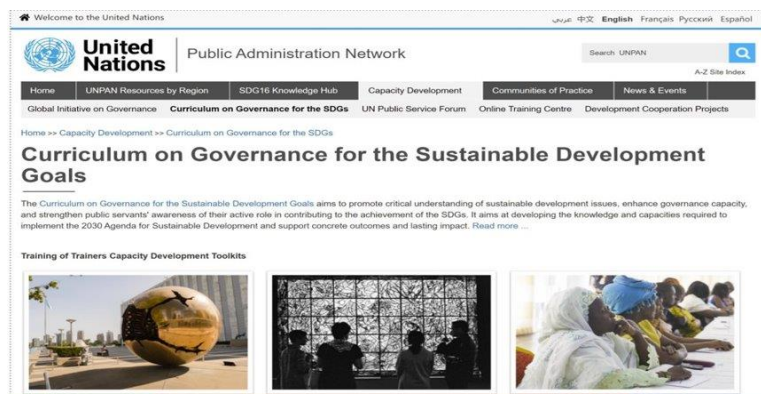 Welcome to the United Nations
عربي 中文 English Français Русский Español
United
Nations
Public Administration Network
Search UNPAN
A-Z Site Index
Home UNPAN Resources by Region SDG16 Knowledge Hub Capacity Development Communities of Practice News & Events
Global Initiative on Governance Curriculum on Governance for the SDGs UN Public Service Forum Online Training Centre Development Cooperation Projects
Home >> Capacity Development >> Curriculum on Governance for the SDGs
Curriculum on Governance for the Sustainable Development
Goals
The Curriculum on Governance for the Sustainable Development Goals aims to promote critical understanding of sustainable development issues, enhance governance capacity,
and strengthen public servants' awareness of their active role in contributing to the achievement of the SDGs. It aims at developing the knowledge and capacities required to
implement the 2030 Agenda for Sustainable Development and support concrete outcomes and lasting impact. Read more ...
Training of Trainers Capacity Development Toolkits